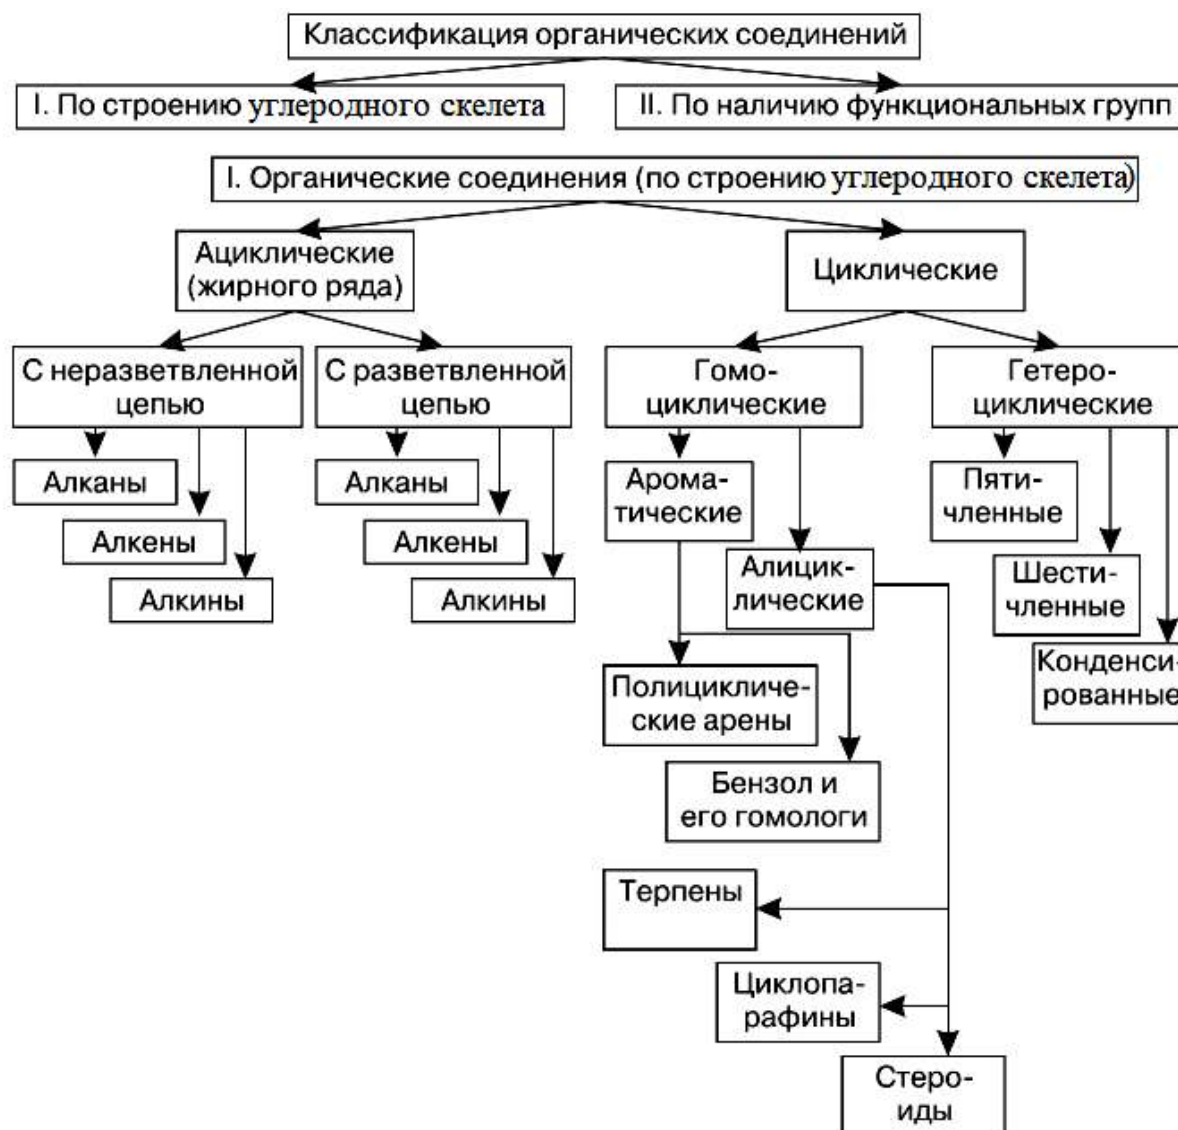 Классификация органических соединений
I. По строению углеродного скелета
II. По наличию функциональных групп
I. Органические соединения (по строению углеродного скелета)
Ациклические
(жирного ряда)
Циклические
С неразветвленной
цепью
С разветвленной
цепью
Гомо-
циклические
Гетеро-
циклические
Алканы
Алкены
Алкины
Алканы
Алкены
Алкины
Арома-
тические
Алицик-
лические
Пяти-
членные
Шести-
членные
Конденси-
рованные
Полицикличе-
ские арены
Бензол и
его гомологи
Терпены
Циклопа-
рафины
Стеро-
иды